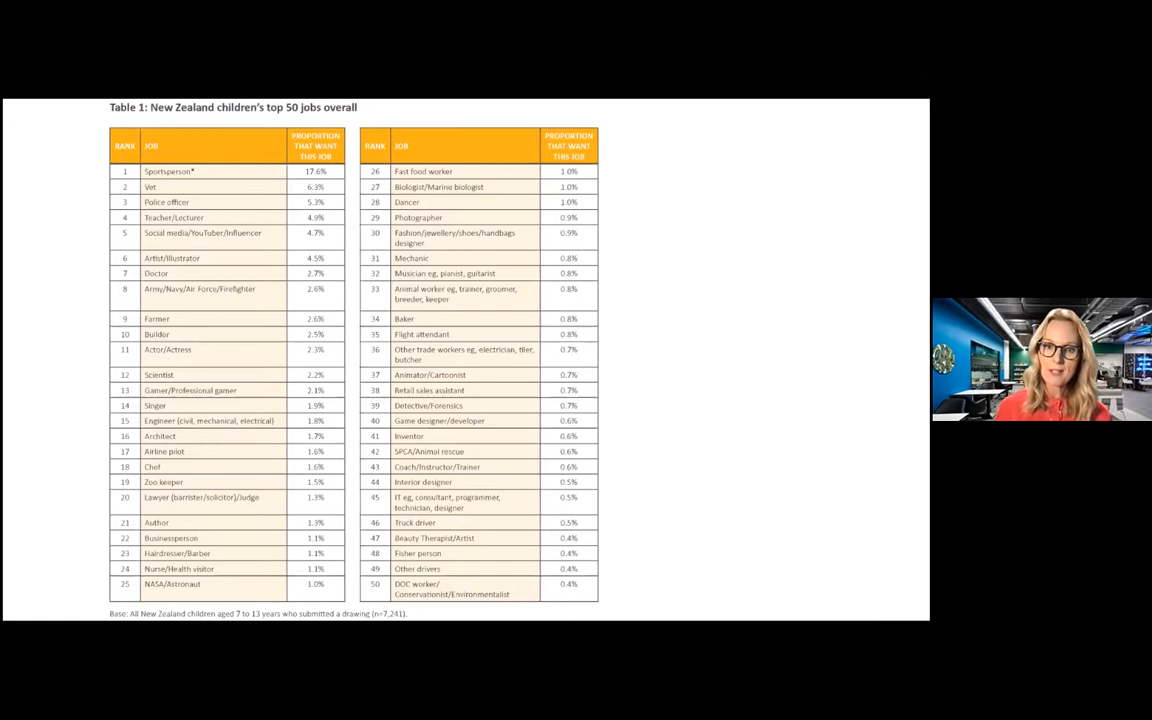 Table 1: New Zealand children's top 50 jobs overall
RANK JOB PROPORTION THAT WANT THIS JOB
1 Sportsperson* 17.6%
2 Vet 6.3%
3 Police officer 5.3%
4 Teacher/Lecturer 4.9%
5 Social media/YouTuber/Influencer 4.7%
6 Artist/Illustrator 4.5%
7 Doctor 2.7%
8 Army/Navy/Air Force/Firefighter 2.6%
9 Farmer 2.6%
10 Builder 2.5%
11 Actor/Actress 2.3%
12 Scientist 2.2%
13 Gamer/Professional gamer 2.1%
14 Singer 1.9%
15 Engineer (civil, mechanical, electrical) 1.8%
16 Architect 1.7%
17 Airline pilot 1.6%
18 Chef 1.6%
19 Zoo keeper 1.5%
20 Lawyer (barrister/solicitor)/Judge 1.3%
21 Author 1.3%
22 Businessperson 1.1%
23 Hairdresser/Barber 1.1%
24 Nurse/Health visitor 1.1%
25 NASA/Astronaut 1.0%
RANK JOB PROPORTION THAT WANT THIS JOB
26 Fast food worker 1.0%
27 Biologist/Marine biologist 1.0%
28 Dancer 1.0%
29 Photographer 0.9%
30 Fashion/jewellery/shoes/handbags 0.9%
designer
31 Mechanic 0.8%
32 Musician eg, pianist, guitarist 0.8%
33 Animal worker eg, trainer, groomer, 0.8%
breeder, keeper
34 Baker 0.8%
35 Flight attendant 0.8%
36 Other trade workers eg, electrician, tiler, 0.7%
butcher
37 Animator/Cartoonist 0.7%
38 Retail sales assistant 0.7%
39 Detective/Forensics 0.7%
40 Game designer/developer 0.6%
41 Inventor 0.6%
42 SPCA/Animal rescue 0.6%
43 Coach/Instructor/Trainer 0.6%
44 Interior designer 0.5%
45 IT eg, consultant, programmer, 0.5%
technician, designer
46 Truck driver 0.5%
47 Beauty Therapist/Artist 0.4%
48 Fisher person 0.4%
49 Other drivers 0.4%
50 DOC worker/ 0.4%
Conservationist/Environmentalist
Base: All New Zealand children aged 7 to 13 years who submitted a drawing (n=7,241).